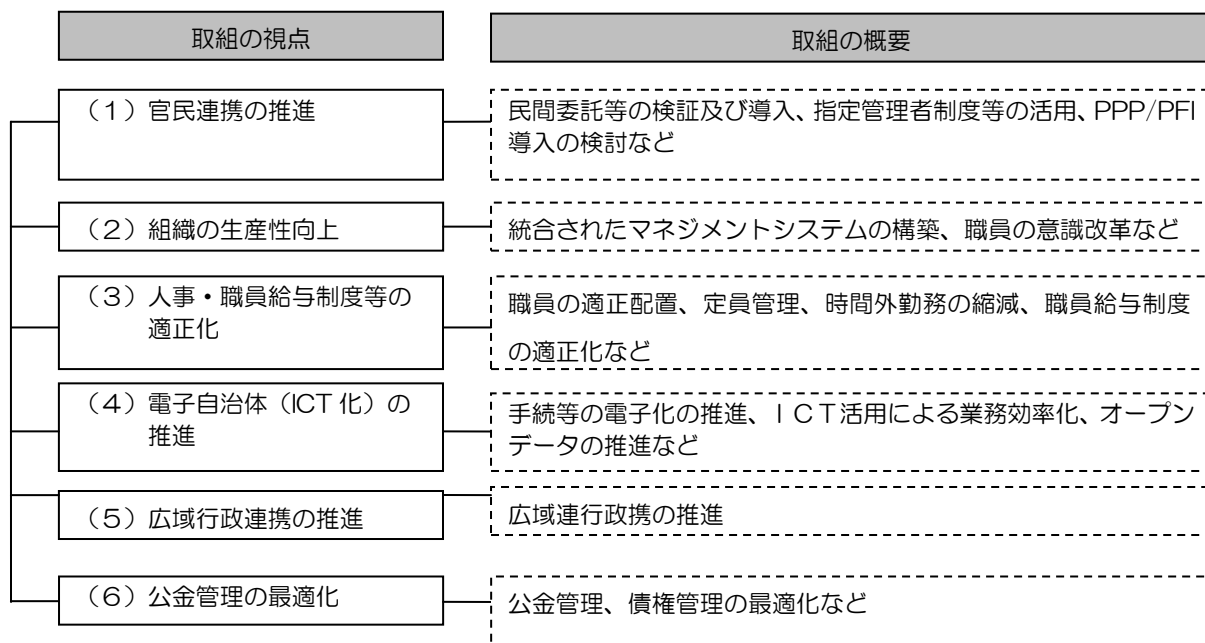 取組の視点
取組の概要
（１）官民連携の推進
民間委託等の検証及び導入、指定管理者制度等の活用、PPP/PFI
導入の検討など
（２）組織の生産性向上
統合されたマネジメントシステムの構築、職員の意識改革など
（３）人事・職員給与制度等の
適正化
職員の適正配置、定員管理、時間外勤務の縮減、職員給与制度
の適正化など
（４）電子自治体（ICT 化）の
推進
手続等の電子化の推進、ＩＣＴ活用による業務効率化、オープン
データの推進など
（５）広域行政連携の推進
広域連行政携の推進
（６）公金管理の最適化
公金管理、債権管理の最適化など